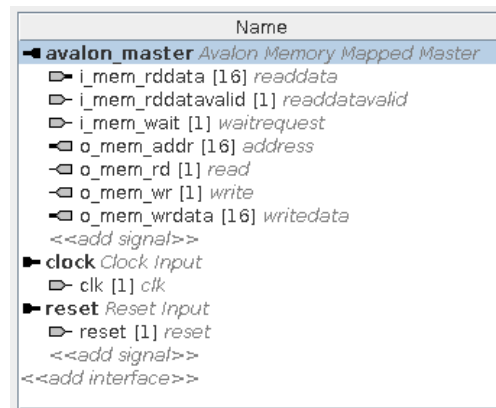 Name
avalon_master Avalon Memory Mapped Master
i_mem_rddata [16] readdata
i_mem_rddatavalid [1] readdatavalid
i_mem_wait [1] waitrequest
o_mem_addr [16] address
o_mem_rd [1] read
o_mem_wr [1] write
o_mem_wrdata [16] writedata
<<add signal>>
clock Clock Input
clk [1] clk
reset Reset Input
reset [1] reset
<<add signal>>
<<add interface>>